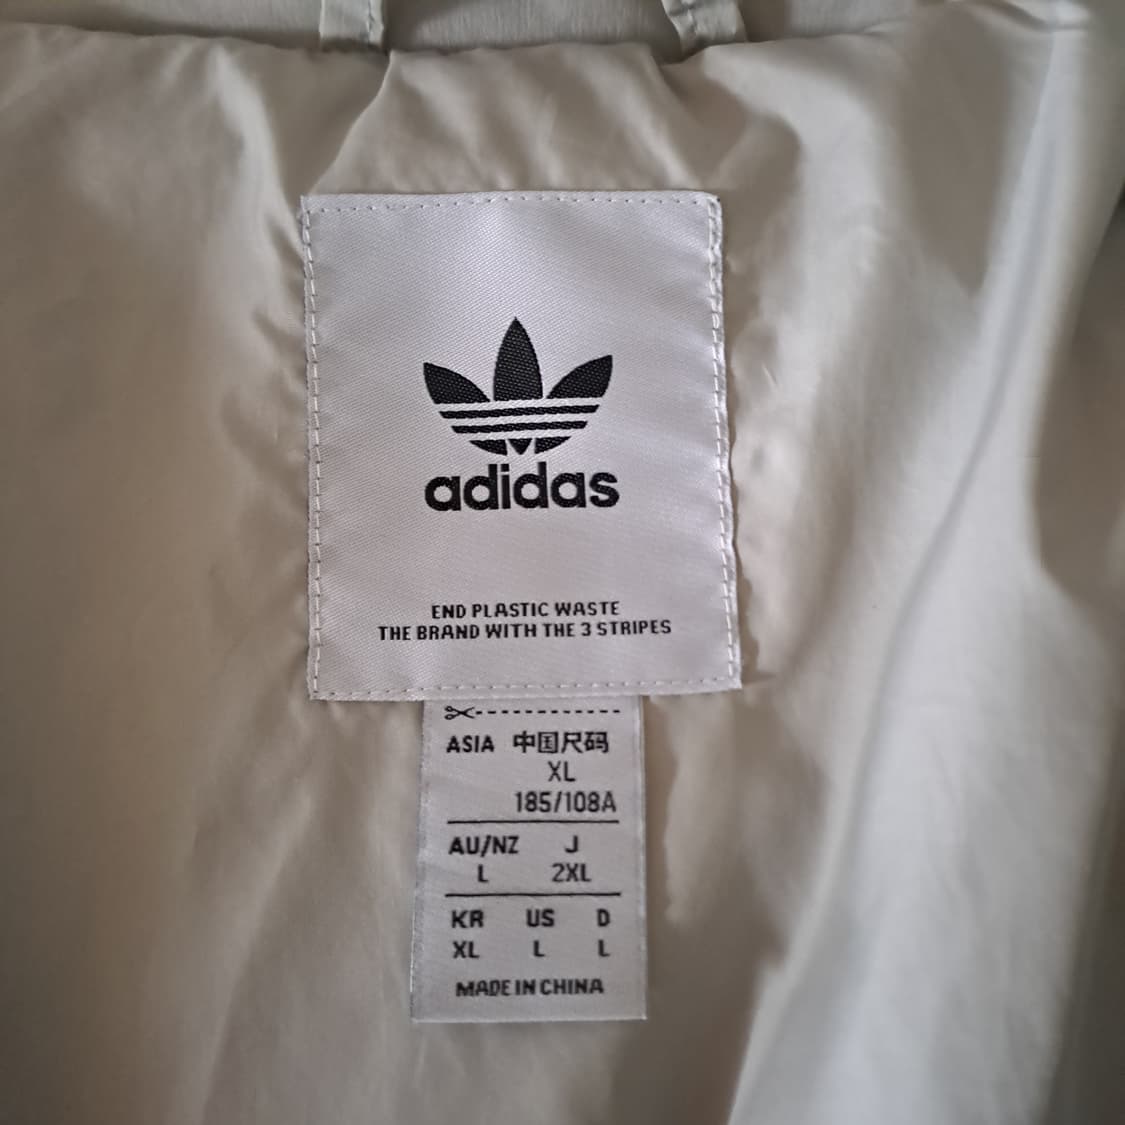 adidas
END PLASTIC WASTE
THE BRAND WITH THE 3 STRIPES
ASIA 中国尺码
XL
185/108A
AU/NZ J
L 2XL
KR US D
XL L L
MADE IN CHINA